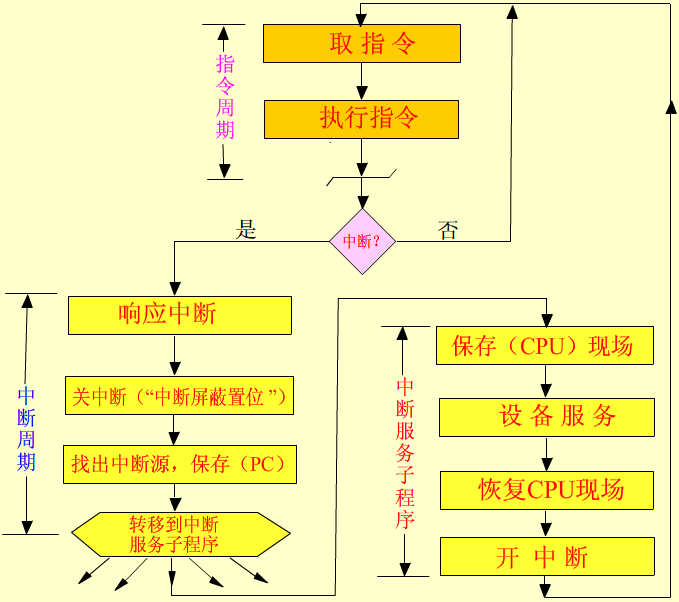 取 指 令
指令周期
执行指令
中断？
是
否
响应中断
关中断（“中断屏蔽置位 ”）
找出中断源，保存（PC）
转移到中断
服务子程序
中断周期
保存（CPU）现场
设 备 服 务
恢复CPU现场
开 中 断
中断服务子程序